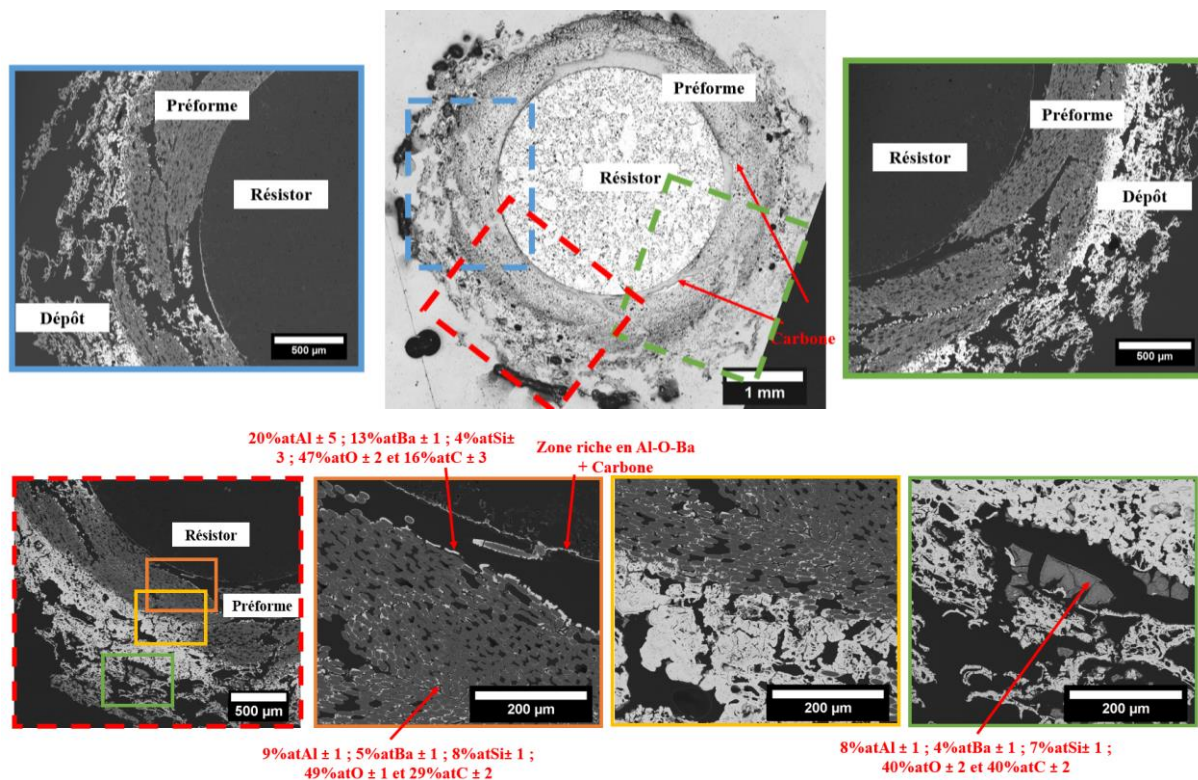 Préforme
Résistor
Dépôt
500 µm
Préforme
Résistor
Carbone
1 mm
Préforme
Résistor
Dépôt
500 µm
20%atAl ± 5 ; 13%atBa ± 1 ; 4%atSi±
3 ; 47%atO ± 2 et 16%atC ± 3
Zone riche en Al-O-Ba
+ Carbone
Résistor
Préforme
500 µm
200 µm
200 µm
200 µm
9%atAl ± 1 ; 5%atBa ± 1 ; 8%atSi± 1 ;
49%atO ± 1 et 29%atC ± 2
8%atAl ± 1 ; 4%atBa ± 1 ; 7%atSi± 1 ;
40%atO ± 2 et 40%atC ± 2